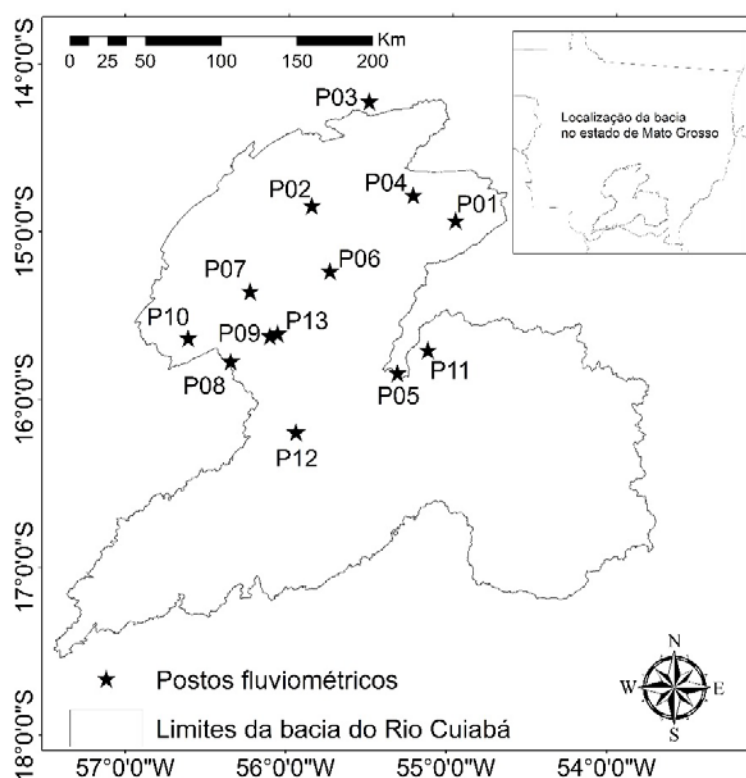 Km
0 25 50 100 150 200
Localização da bacia
no estado de Mato Grosso
14°0'0"S
15°0'0"S
16°0'0"S
17°0'0"S
18°0'0"S
P03
P04
P02
P01
P06
P07
P10
P09
P13
P11
P08
P05
P12
N
W
E
S
Postos fluviométricos
Limites da bacia do Rio Cuiabá
57°0'0"W 56°0'0"W 55°0'0"W 54°0'0"W